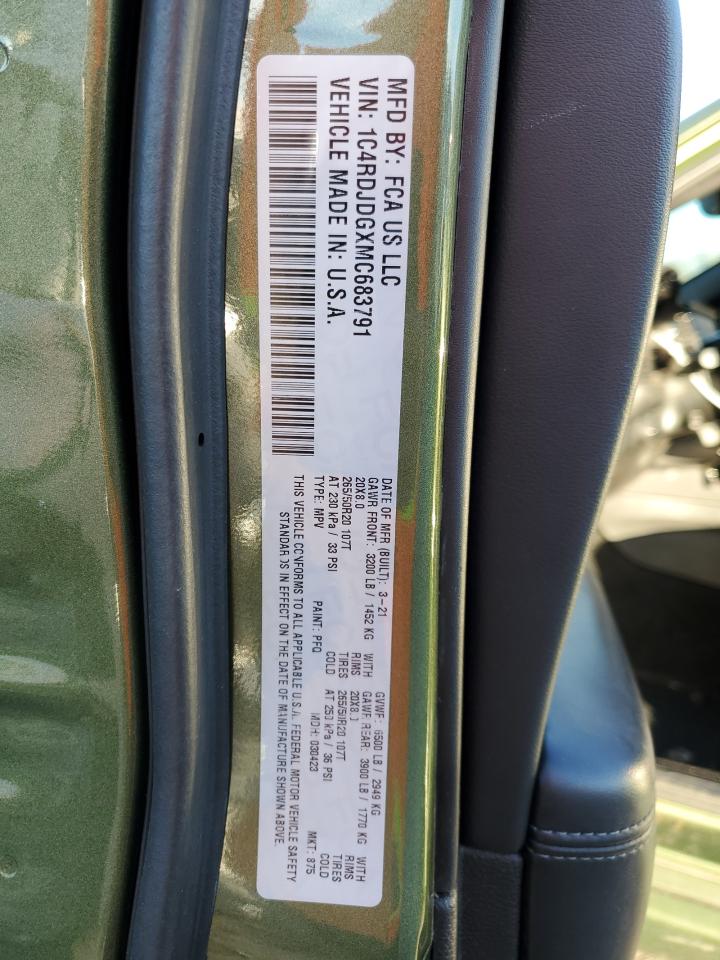 MFD BY: FCA US LLC
VIN: 1C4RDJDGXMC683791
VEHICLE MADE IN: U.S.A.
DATE OF MFR (BUILT): 3-21 GVWR: 6500 LB / 2949 KG
GAWR FRONT: 3200 LB / 1452 KG WITH GAWR REAR: 3900 LB / 1770 KG WITH
20X8.0 RIMS 20X8.0 RIMS
265/50R20 107T TIRES 265/50R20 107T TIRES
AT 230 kPa / 33 PSI COLD AT 250 kPa / 36 PSI COLD
TYPE: MPV PAINT: PFQ MDH: 030423 MKT: 875
THIS VEHICLE CONFORMS TO ALL APPLICABLE U.S.A. FEDERAL MOTOR VEHICLE SAFETY
STANDARDS IN EFFECT ON THE DATE OF MANUFACTURE SHOWN ABOVE.